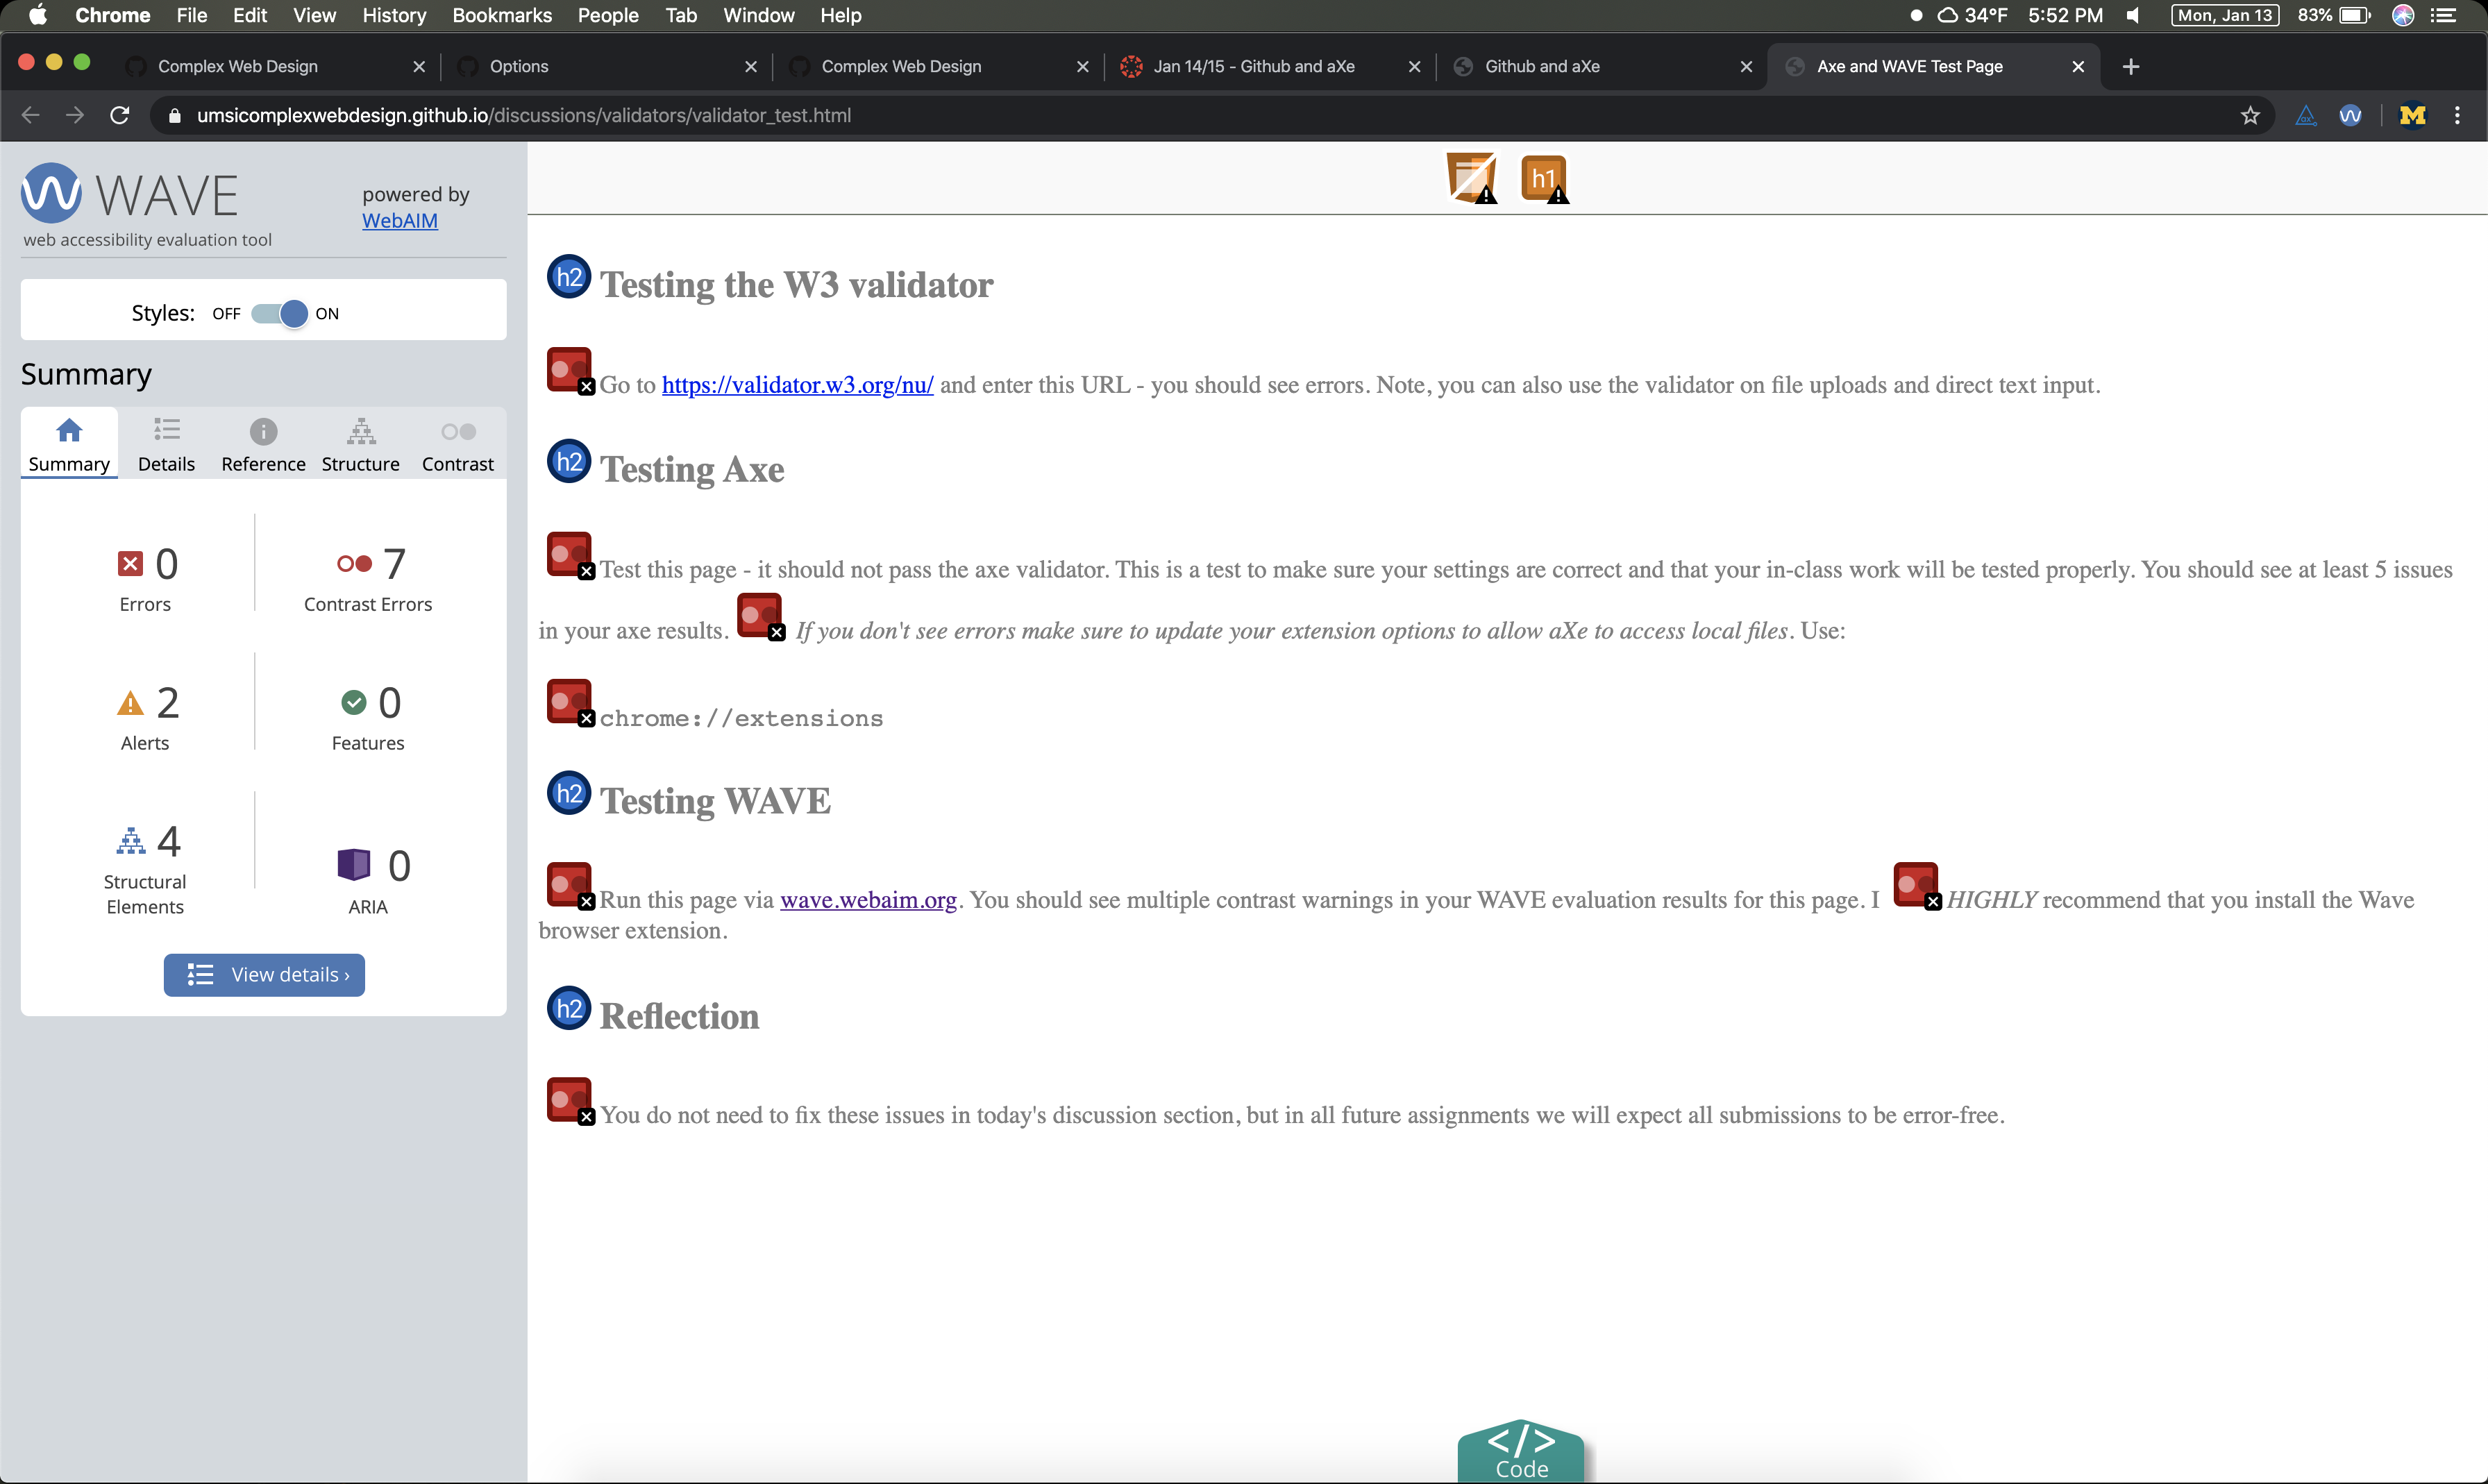 Chrome File Edit View History Bookmarks People Tab Window Help 34°F 5:52 PM Mon, Jan 13 83%
Complex Web Design Options Complex Web Design Jan 14/15 - Github and aXe Github and aXe Axe and WAVE Test Page
umsicomplexwebdesign.github.io/discussions/validators/validator_test.html
WAVE
powered by
WebAIM
web accessibility evaluation tool
Styles: OFF ON
Summary
Summary Details Reference Structure Contrast
0 Errors
7 Contrast Errors
2 Alerts
0 Features
4 Structural
Elements
0 ARIA
View details ›
h1
h2 Testing the W3 validator
Go to https://validator.w3.org/nu/ and enter this URL - you should see errors. Note, you can also use the validator on file uploads and direct text input.
h2 Testing Axe
Test this page - it should not pass the axe validator. This is a test to make sure your settings are correct and that your in-class work will be tested properly. You should see at least 5 issues
in your axe results. If you don't see errors make sure to update your extension options to allow aXe to access local files. Use:
chrome://extensions
h2 Testing WAVE
Run this page via wave.webaim.org. You should see multiple contrast warnings in your WAVE evaluation results for this page. I HIGHLY recommend that you install the Wave
browser extension.
h2 Reflection
You do not need to fix these issues in today's discussion section, but in all future assignments we will expect all submissions to be error-free.
</>
Code